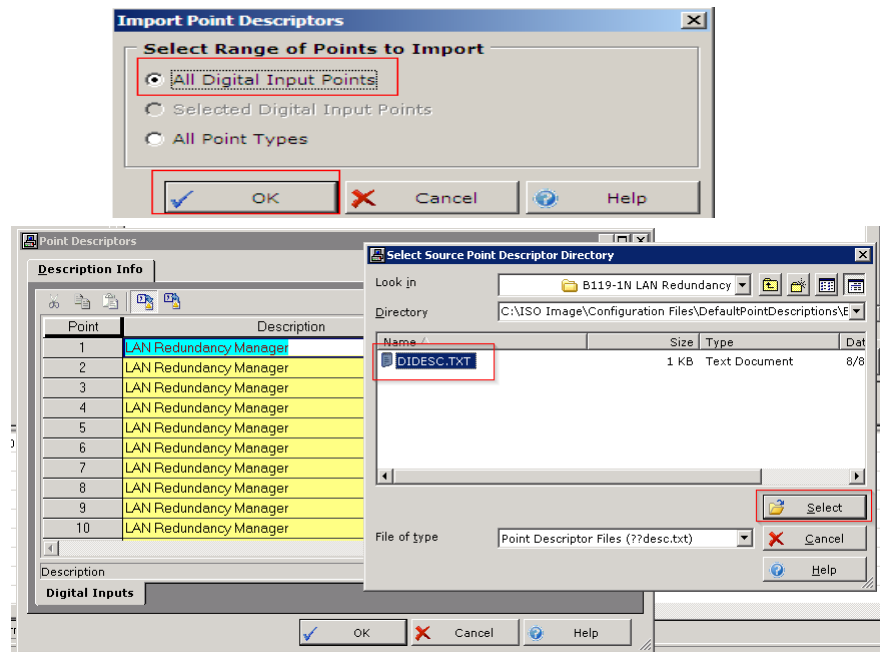 Import Point Descriptors
Select Range of Points to Import
All Digital Input Points
Selected Digital Input Points
All Point Types
OK
Cancel
Help
Point Descriptors
Description Info
Point Description
1 LAN Redundancy Manager
2 LAN Redundancy Manager
3 LAN Redundancy Manager
4 LAN Redundancy Manager
5 LAN Redundancy Manager
6 LAN Redundancy Manager
7 LAN Redundancy Manager
8 LAN Redundancy Manager
9 LAN Redundancy Manager
10 LAN Redundancy Manager
Description
Digital Inputs
OK
Cancel
Help
Select Source Point Descriptor Directory
Look in
B119-1N LAN Redundancy
Directory
C:\ISO Image\Configuration Files\DefaultPointDescriptions\
Name Size Type Dat
DIDESC.TXT 1 KB Text Document 8/8
Select
File of type
Point Descriptor Files (??desc.txt)
Cancel
Help